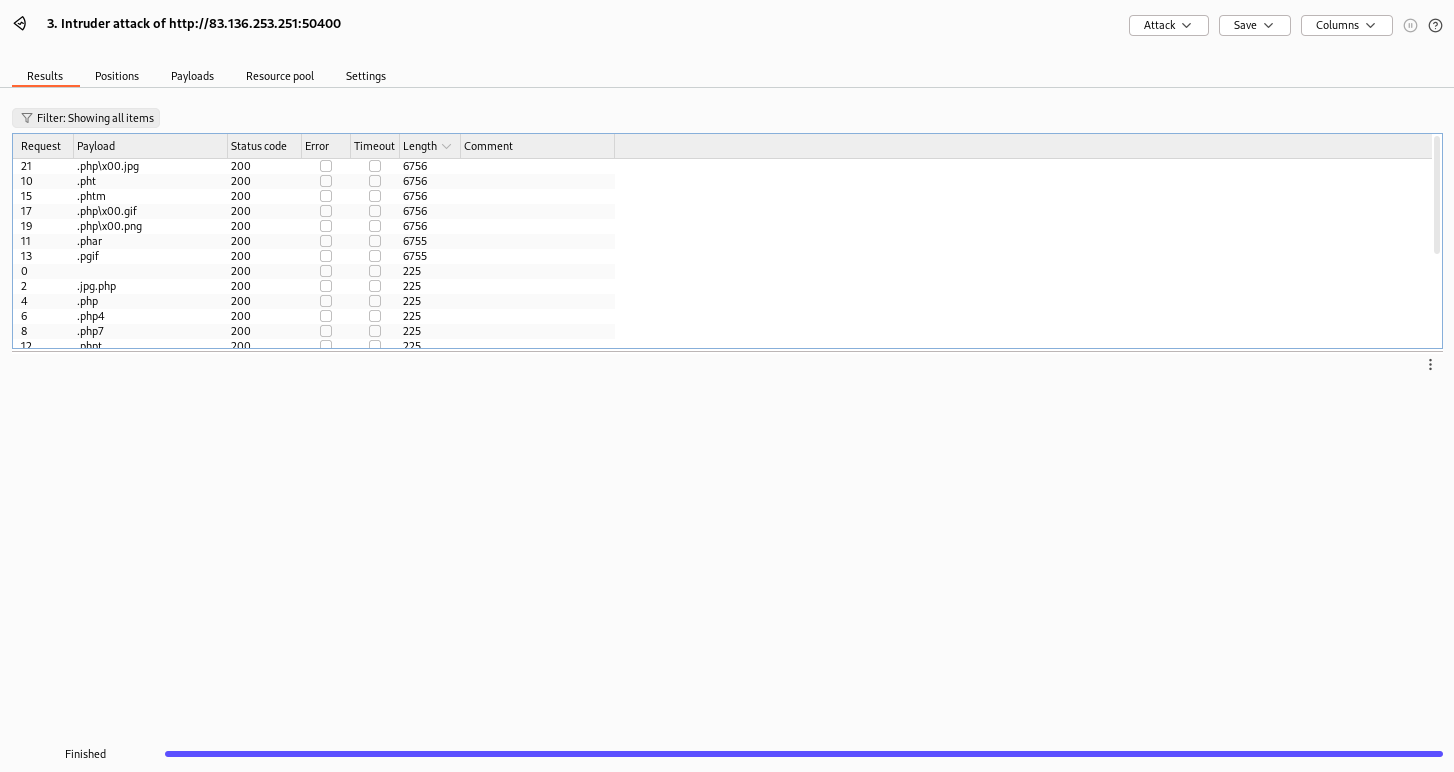 3. Intruder attack of http://83.136.253.251:50400
Attack Save Columns
Results Positions Payloads Resource pool Settings
Filter: Showing all items
Request Payload Status code Error Timeout Length Comment
21 .php\x00.jpg 200 6756
10 .pht 200 6756
15 .phtm 200 6756
17 .php\x00.gif 200 6756
19 .php\x00.png 200 6756
11 .phar 200 6755
13 .pgif 200 6755
0 200 225
2 .jpg.php 200 225
4 .php 200 225
6 .php4 200 225
8 .php7 200 225
12 .phpt 200 225
Finished